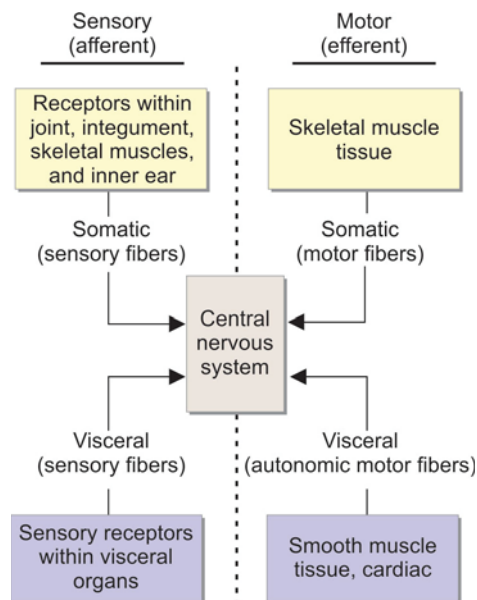 Sensory
(afferent)
Motor
(efferent)
Receptors within
joint, integument,
skeletal muscles,
and inner ear
Skeletal muscle
tissue
Somatic
(sensory fibers)
Somatic
(motor fibers)
Central
nervous
system
Visceral
(sensory fibers)
Visceral
(autonomic motor fibers)
Sensory receptors
within visceral
organs
Smooth muscle
tissue, cardiac